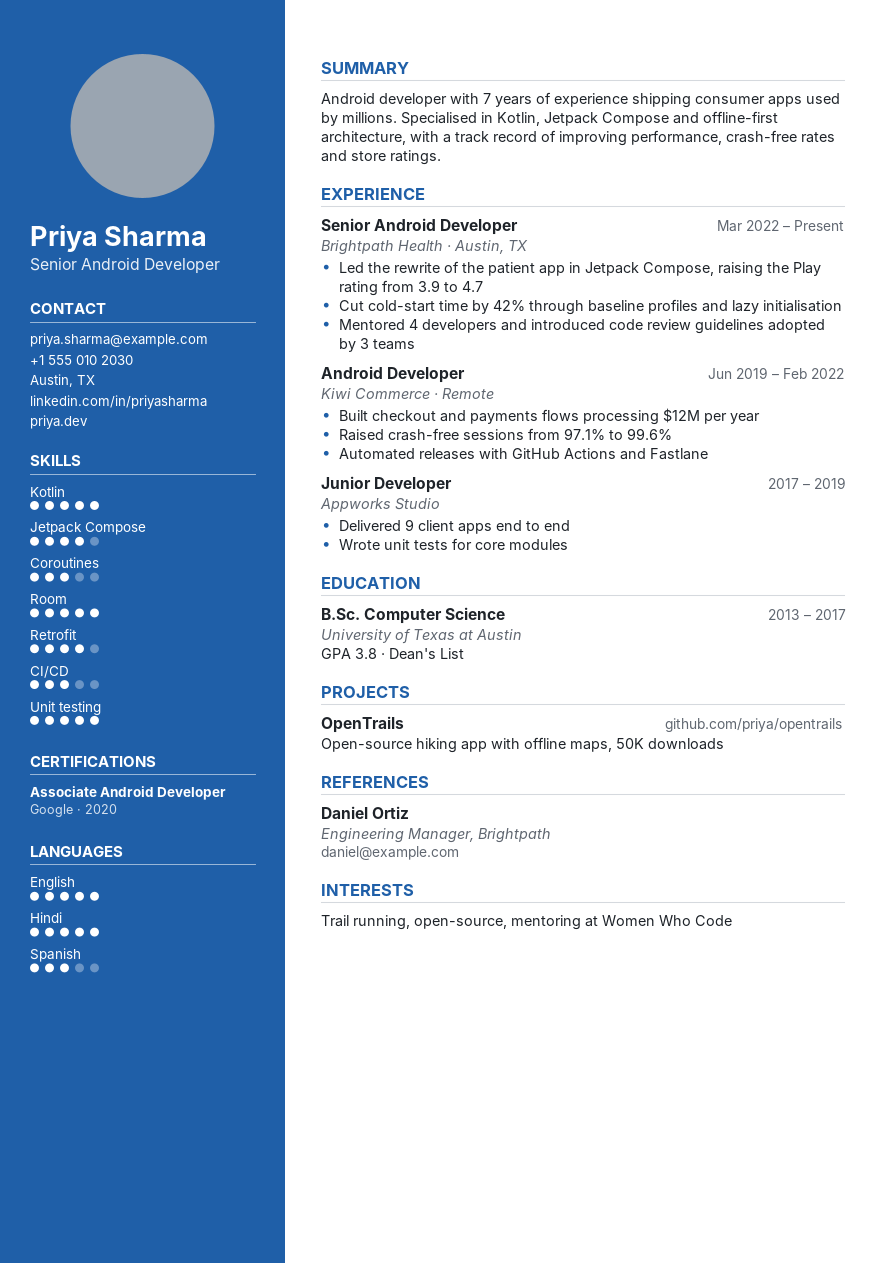 Priya Sharma
Senior Android Developer
CONTACT
priya.sharma@example.com
+1 555 010 2030
Austin, TX
linkedin.com/in/priyasharma
priya.dev
SKILLS
Kotlin
Jetpack Compose
Coroutines
Room
Retrofit
CI/CD
Unit testing
CERTIFICATIONS
Associate Android Developer
Google · 2020
LANGUAGES
English
Hindi
Spanish
SUMMARY
Android developer with 7 years of experience shipping consumer apps used
by millions. Specialised in Kotlin, Jetpack Compose and offline-first
architecture, with a track record of improving performance, crash-free rates
and store ratings.
EXPERIENCE
Senior Android Developer Mar 2022 – Present
Brightpath Health · Austin, TX
• Led the rewrite of the patient app in Jetpack Compose, raising the Play
rating from 3.9 to 4.7
• Cut cold-start time by 42% through baseline profiles and lazy initialisation
• Mentored 4 developers and introduced code review guidelines adopted
by 3 teams
Android Developer Jun 2019 – Feb 2022
Kiwi Commerce · Remote
• Built checkout and payments flows processing $12M per year
• Raised crash-free sessions from 97.1% to 99.6%
• Automated releases with GitHub Actions and Fastlane
Junior Developer 2017 – 2019
Appworks Studio
• Delivered 9 client apps end to end
• Wrote unit tests for core modules
EDUCATION
B.Sc. Computer Science 2013 – 2017
University of Texas at Austin
GPA 3.8 · Dean's List
PROJECTS
OpenTrails github.com/priya/opentrails
Open-source hiking app with offline maps, 50K downloads
REFERENCES
Daniel Ortiz
Engineering Manager, Brightpath
daniel@example.com
INTERESTS
Trail running, open-source, mentoring at Women Who Code